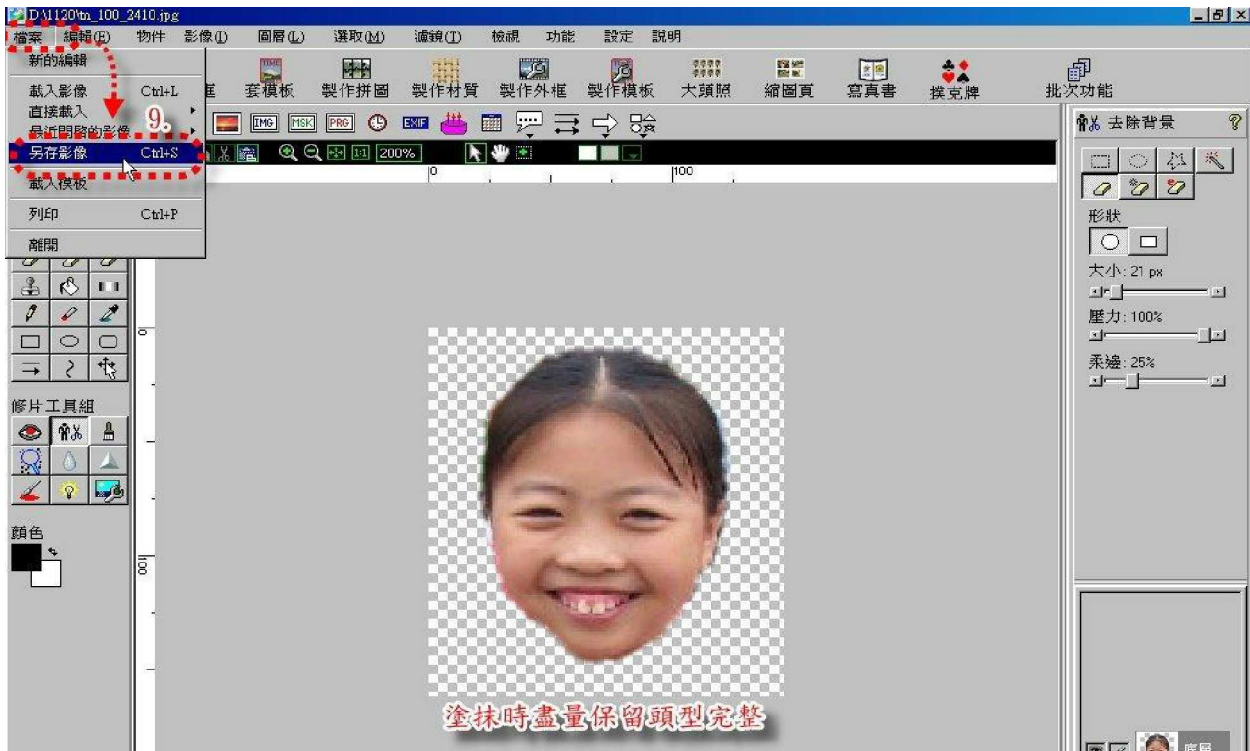 D:\1120\tn_100_2410.jpg
檔案 編輯(E) 物件 影像(I) 圖層(L) 選取(M) 濾鏡(T) 檢視 功能 設定 說明
新的編輯
載入影像 Ctrl+L
直接載入
最近開啟的影像
另存影像 Ctrl+S
載入模板
列印 Ctrl+P
離開
9.
框 套模板 製作拼圖 製作材質 製作外框 製作模板 大頭照 縮圖頁 寫真書 撲克牌 批次功能
IMG MSK PRG EXIF
1:1 200%
0 100
0
100
修片工具組
顏色
去除背景 ?
形狀
大小: 21 px
壓力: 100%
柔邊: 25%
塗抹時盡量保留頭型完整
底層